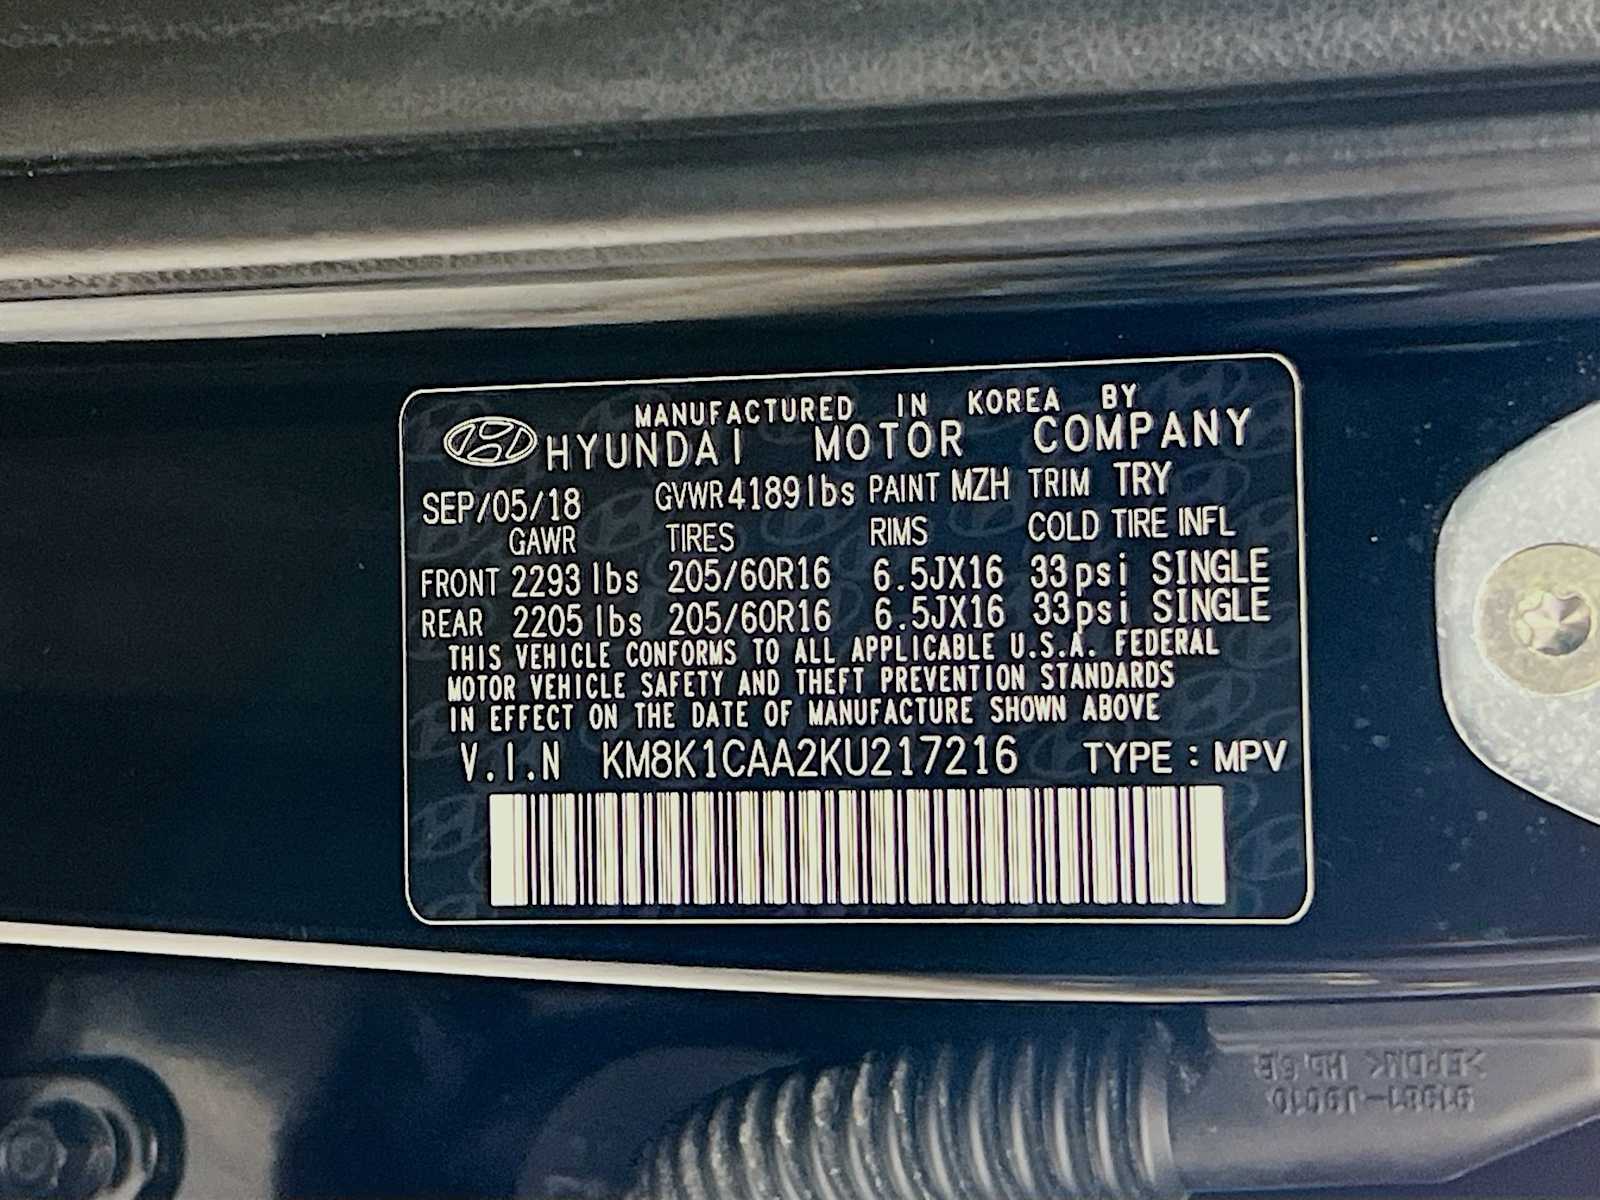 MANUFACTURED IN KOREA BY
HYUNDAI MOTOR COMPANY
SEP/05/18 GVWR 4189lbs PAINT MZH TRIM TRY
GAWR TIRES RIMS COLD TIRE INFL
FRONT 2293 lbs 205/60R16 6.5JX16 33psi SINGLE
REAR 2205 lbs 205/60R16 6.5JX16 33psi SINGLE
THIS VEHICLE CONFORMS TO ALL APPLICABLE U.S.A. FEDERAL
MOTOR VEHICLE SAFETY AND THEFT PREVENTION STANDARDS
IN EFFECT ON THE DATE OF MANUFACTURE SHOWN ABOVE
V.I.N KM8K1CAA2KU217216 TYPE : MPV
>EPDM<